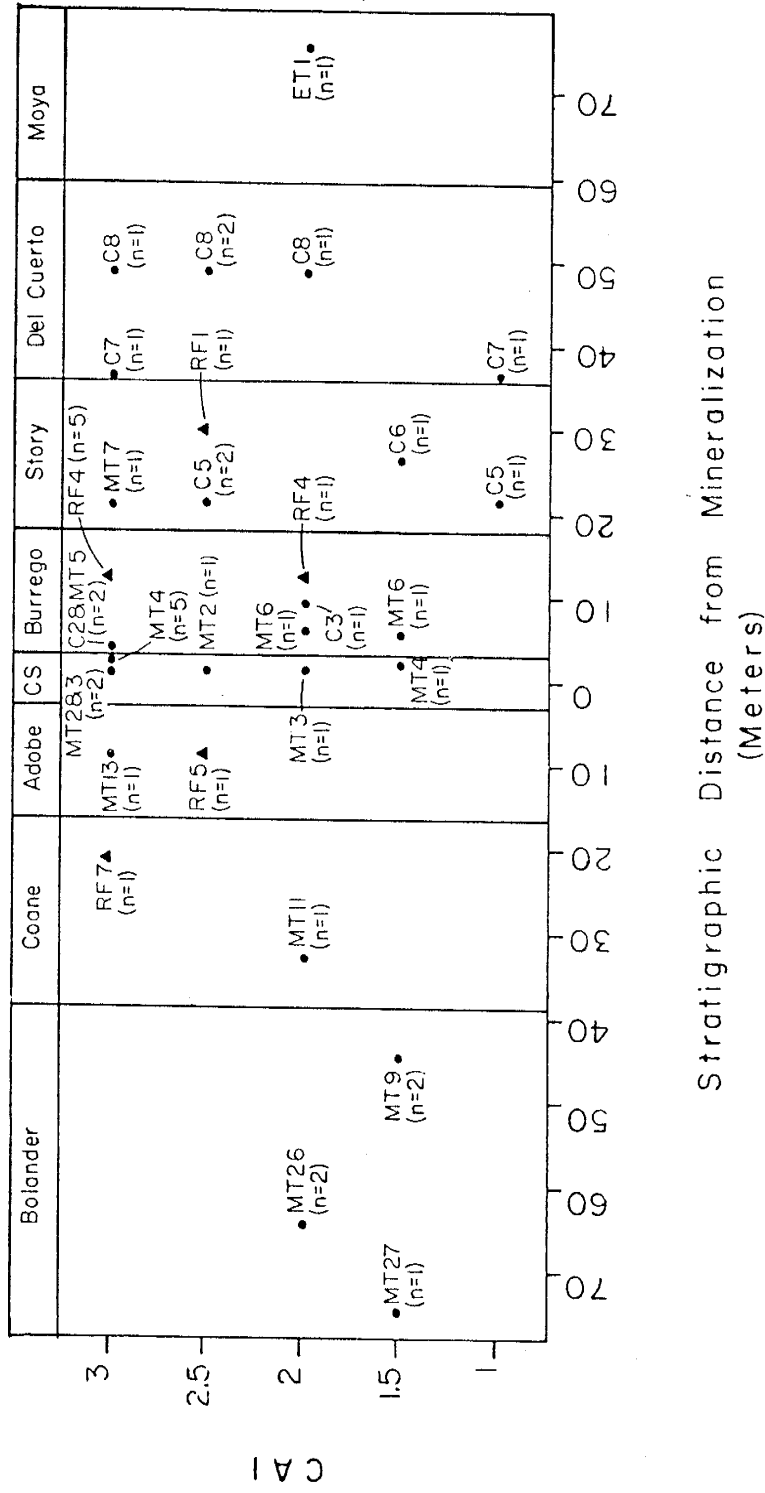 Bolander
Coane
Adobe
CS
Burrego
Story
Del Cuerto
Moya
MT27
(n=1)
MT26
(n=2)
MT9
(n=2)
RF7
(n=1)
MT11
(n=1)
MT13
(n=1)
RF5
(n=1)
MT2&3
(n=2)
MT3
(n=1)
MT4
(n=1)
C2&MT5
(n=2)
MT4
(n=5)
MT2 (n=1)
MT6
(n=1)
C3
(n=1)
MT6
(n=1)
RF4 (n=5)
RF4
(n=1)
MT7
(n=1)
C5
(n=2)
RF1
(n=1)
C6
(n=1)
C5
(n=1)
C7
(n=1)
C7
(n=1)
C8
(n=1)
C8
(n=2)
C8
(n=1)
ET1
(n=1)
3
2.5
2
1.5
1
CAI
70 60 50 40 30 20 10 0 10 20 30 40 50 60 70
Stratigraphic Distance from Mineralization
(Meters)